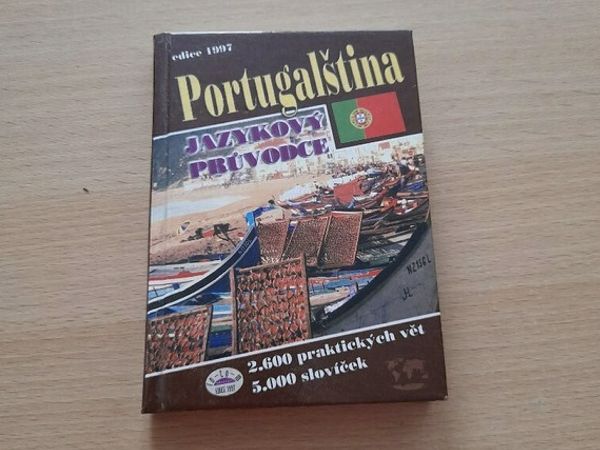 edice 1997
Portugalština
JAZYKOVÝ
PRŮVODCE
2.600 praktických vět
5.000 slovíček